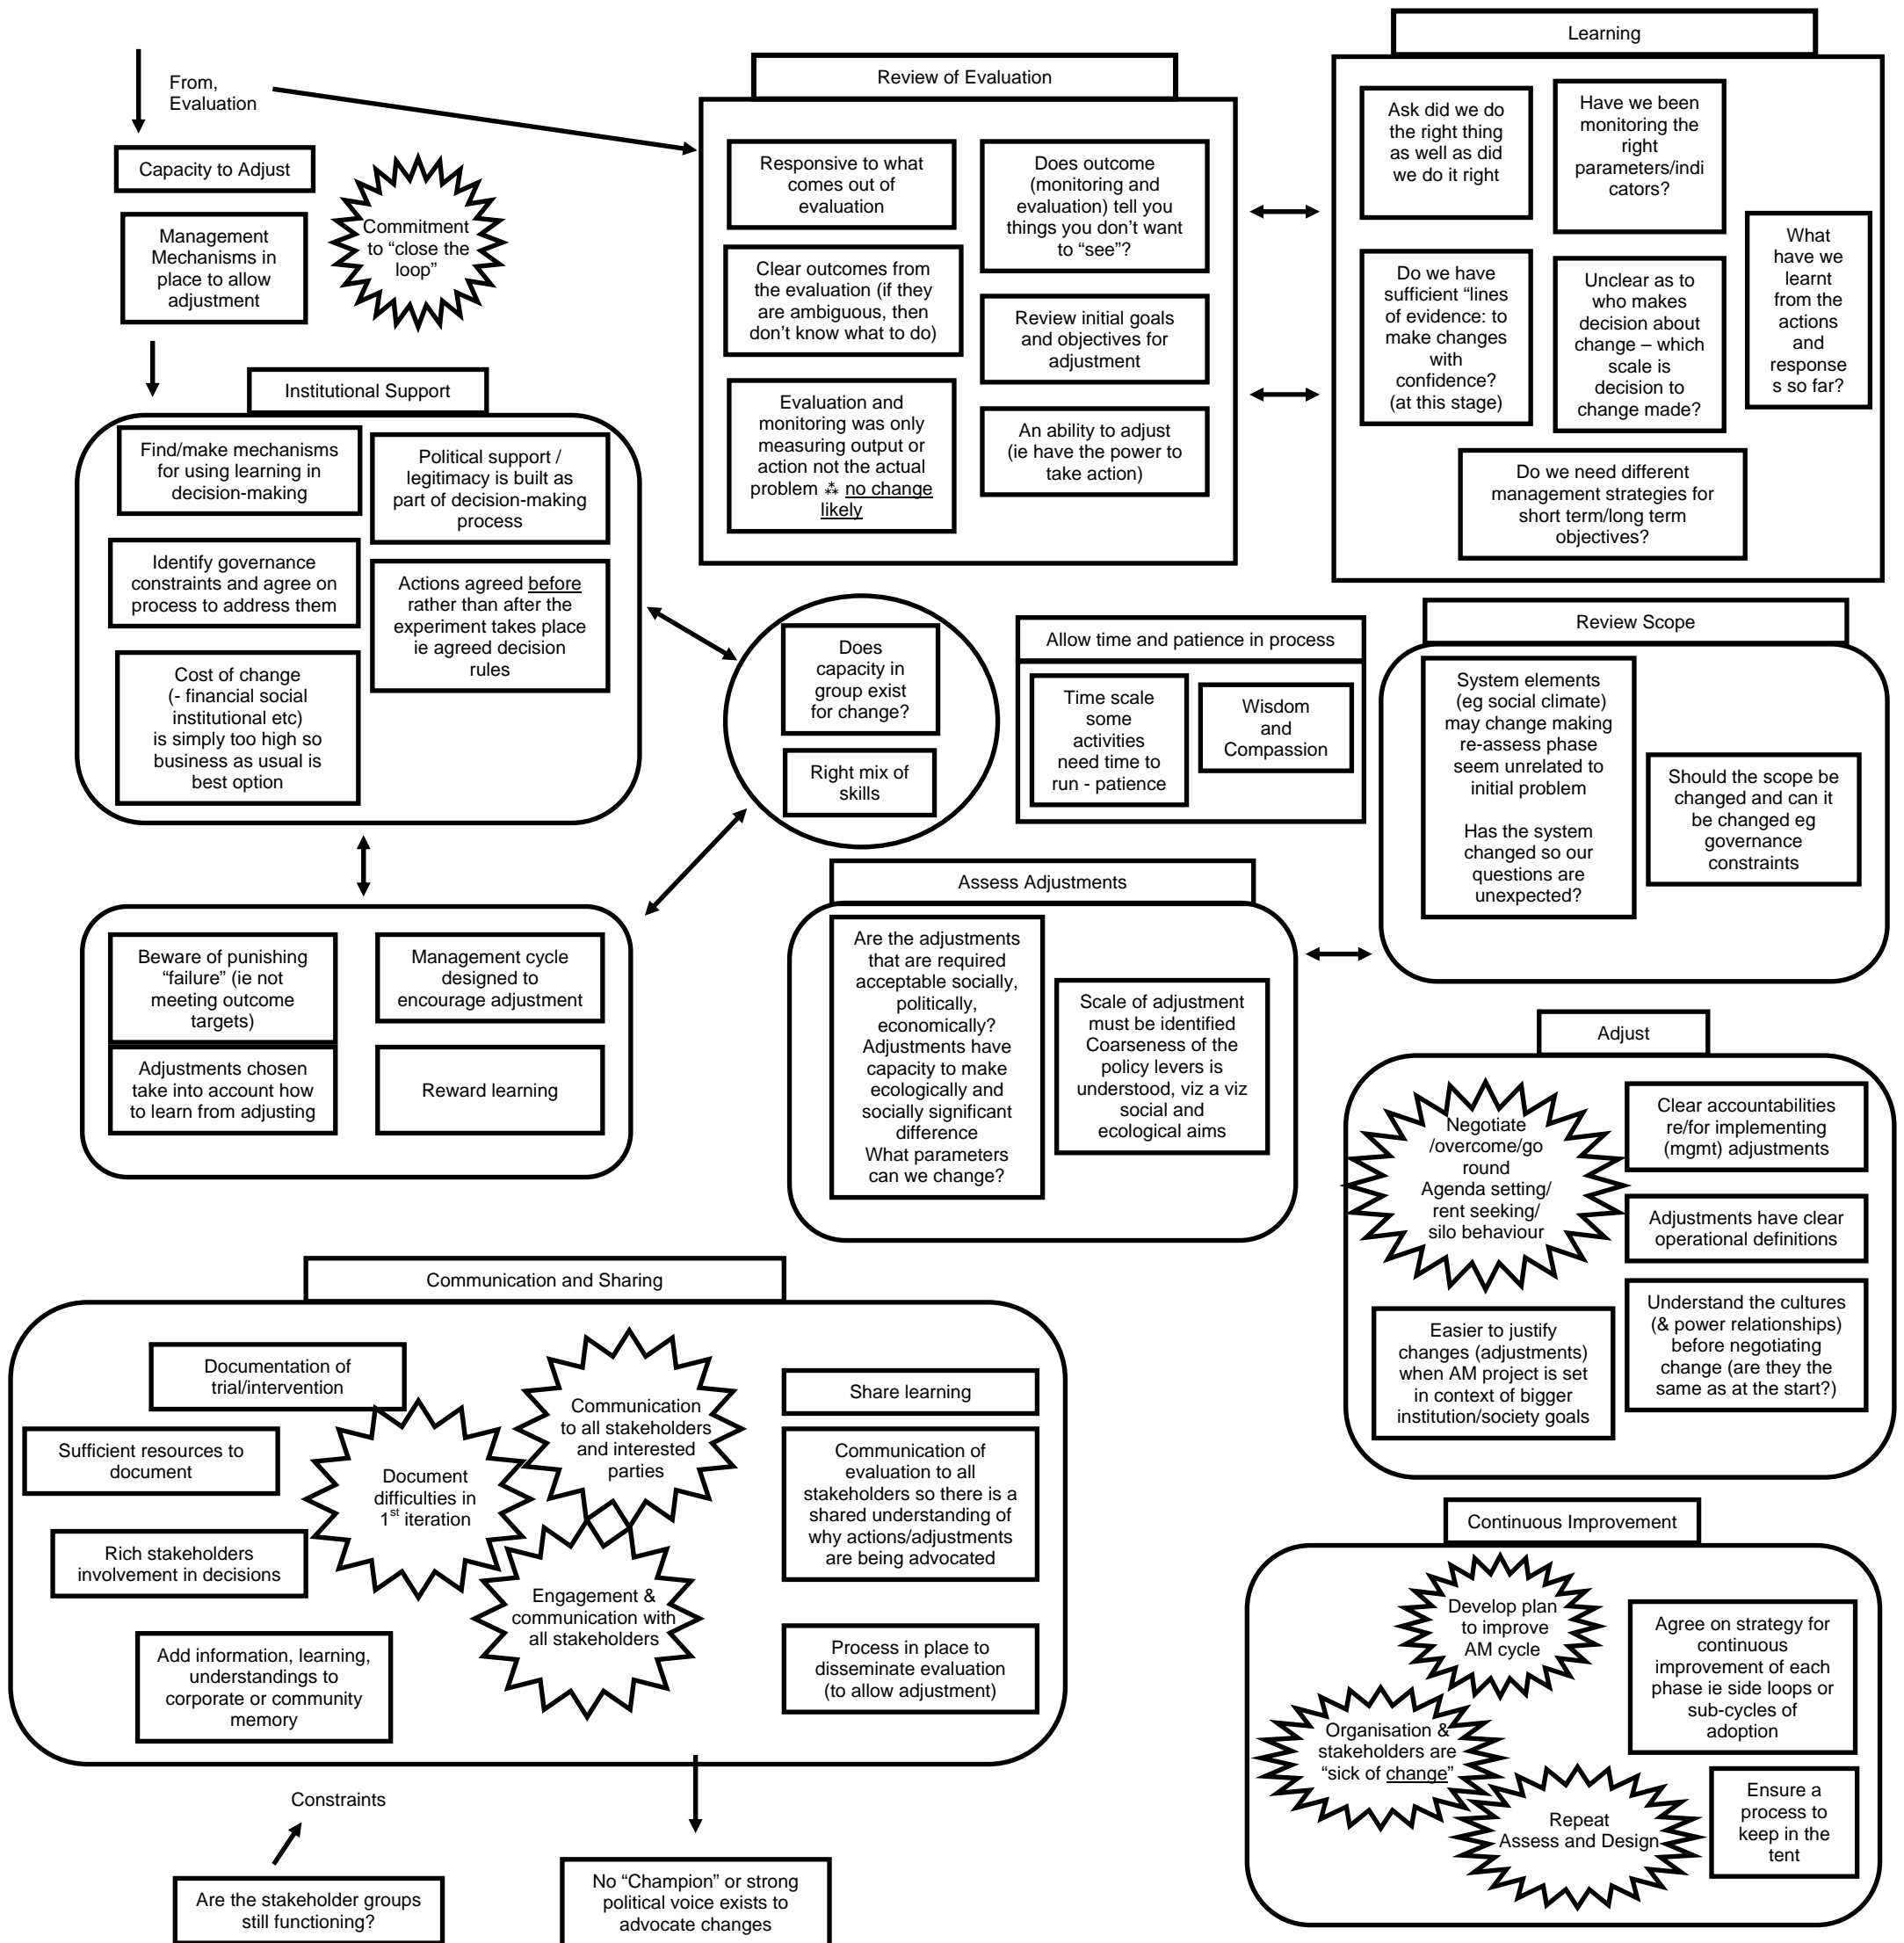 From,
Evaluation
Capacity to Adjust
Management
Mechanisms in
place to allow
adjustment
Commitment
to “close the
loop”
Review of Evaluation
Responsive to what
comes out of
evaluation
Does outcome
(monitoring and
evaluation) tell you
things you don’t want
to “see”?
Clear outcomes from
the evaluation (if they
are ambiguous, then
don’t know what to do)
Review initial goals
and objectives for
adjustment
Evaluation and
monitoring was only
measuring output or
action not the actual
problem ⁂ no change
likely
An ability to adjust
(ie have the power to
take action)
Learning
Ask did we do
the right thing
as well as did
we do it right
Have we been
monitoring the
right
parameters/indi
cators?
What
have we
learnt
from the
actions
and
response
s so far?
Do we have
sufficient “lines
of evidence: to
make changes
with
confidence?
(at this stage)
Unclear as to
who makes
decision about
change – which
scale is
decision to
change made?
Do we need different
management strategies for
short term/long term
objectives?
Institutional Support
Find/make mechanisms
for using learning in
decision-making
Political support /
legitimacy is built as
part of decision-making
process
Identify governance
constraints and agree on
process to address them
Actions agreed before
rather than after the
experiment takes place
ie agreed decision
rules
Cost of change
(- financial social
institutional etc)
is simply too high so
business as usual is
best option
Does
capacity in
group exist
for change?
Right mix of
skills
Allow time and patience in process
Time scale
some
activities
need time to
run - patience
Wisdom
and
Compassion
Review Scope
System elements
(eg social climate)
may change making
re-assess phase
seem unrelated to
initial problem
Has the system
changed so our
questions are
unexpected?
Should the scope be
changed and can it
be changed eg
governance
constraints
Beware of punishing
“failure” (ie not
meeting outcome
targets)
Management cycle
designed to
encourage adjustment
Adjustments chosen
take into account how
to learn from adjusting
Reward learning
Assess Adjustments
Are the adjustments
that are required
acceptable socially,
politically,
economically?
Adjustments have
capacity to make
ecologically and
socially significant
difference
What parameters
can we change?
Scale of adjustment
must be identified
Coarseness of the
policy levers is
understood, viz a viz
social and
ecological aims
Adjust
Negotiate
/overcome/go
round
Agenda setting/
rent seeking/
silo behaviour
Clear accountabilities
re/for implementing
(mgmt) adjustments
Adjustments have clear
operational definitions
Easier to justify
changes (adjustments)
when AM project is set
in context of bigger
institution/society goals
Understand the cultures
(& power relationships)
before negotiating
change (are they the
same as at the start?)
Communication and Sharing
Documentation of
trial/intervention
Sufficient resources to
document
Rich stakeholders
involvement in decisions
Add information, learning,
understandings to
corporate or community
memory
Document
difficulties in
1st iteration
Communication
to all stakeholders
and interested
parties
Engagement &
communication with
all stakeholders
Share learning
Communication of
evaluation to all
stakeholders so there is a
shared understanding of
why actions/adjustments
are being advocated
Process in place to
disseminate evaluation
(to allow adjustment)
Continuous Improvement
Develop plan
to improve
AM cycle
Agree on strategy for
continuous
improvement of each
phase ie side loops or
sub-cycles of
adoption
Organisation &
stakeholders are
“sick of change”
Repeat
Assess and Design
Ensure a
process to
keep in the
tent
Constraints
Are the stakeholder groups
still functioning?
No “Champion” or strong
political voice exists to
advocate changes